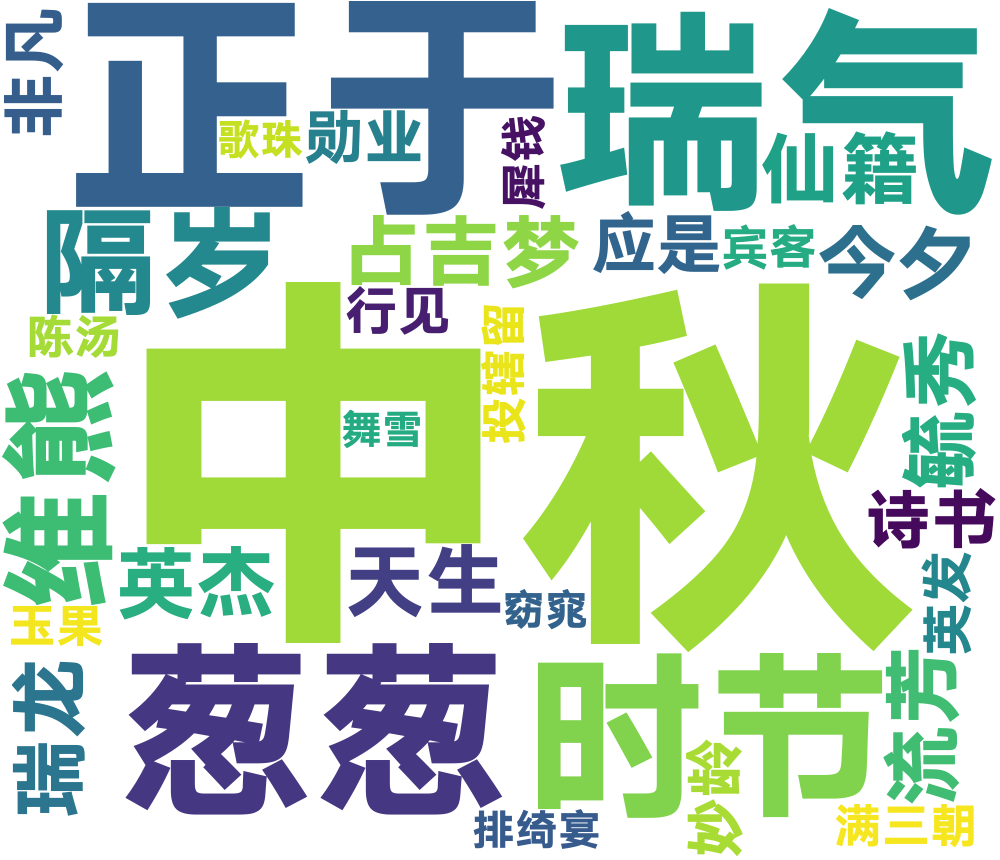 非凡
正于
瑞气
歌珠
勋业
犀钱
仙籍
隔岁
占吉梦
应是
宾客
今夕
行见
陈汤
投辖留
中秋
毓秀
维熊
舞雪
诗书
英杰
天生
窈窕
英发
玉果
葱葱
时节
流芳
瑞龙
妙龄
排绮宴
满三朝